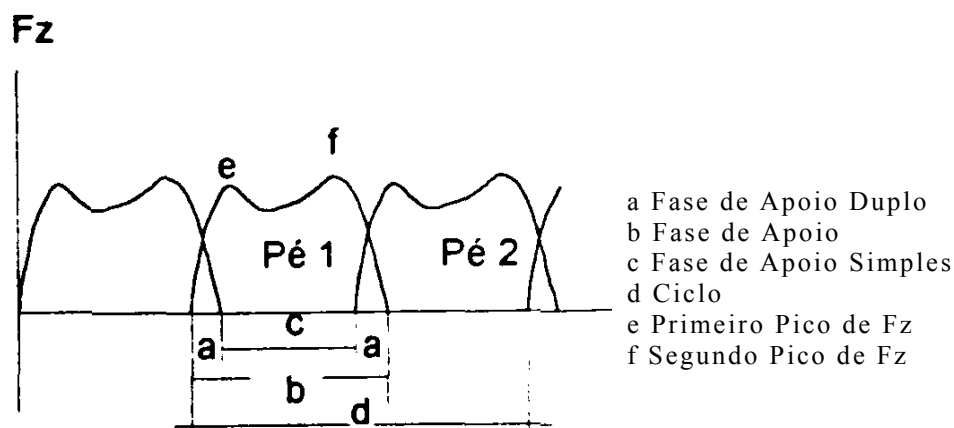 Fz
e
f
Pé 1
Pé 2
a
c
a
b
d
a Fase de Apoio Duplo
b Fase de Apoio
c Fase de Apoio Simples
d Ciclo
e Primeiro Pico de Fz
f Segundo Pico de Fz